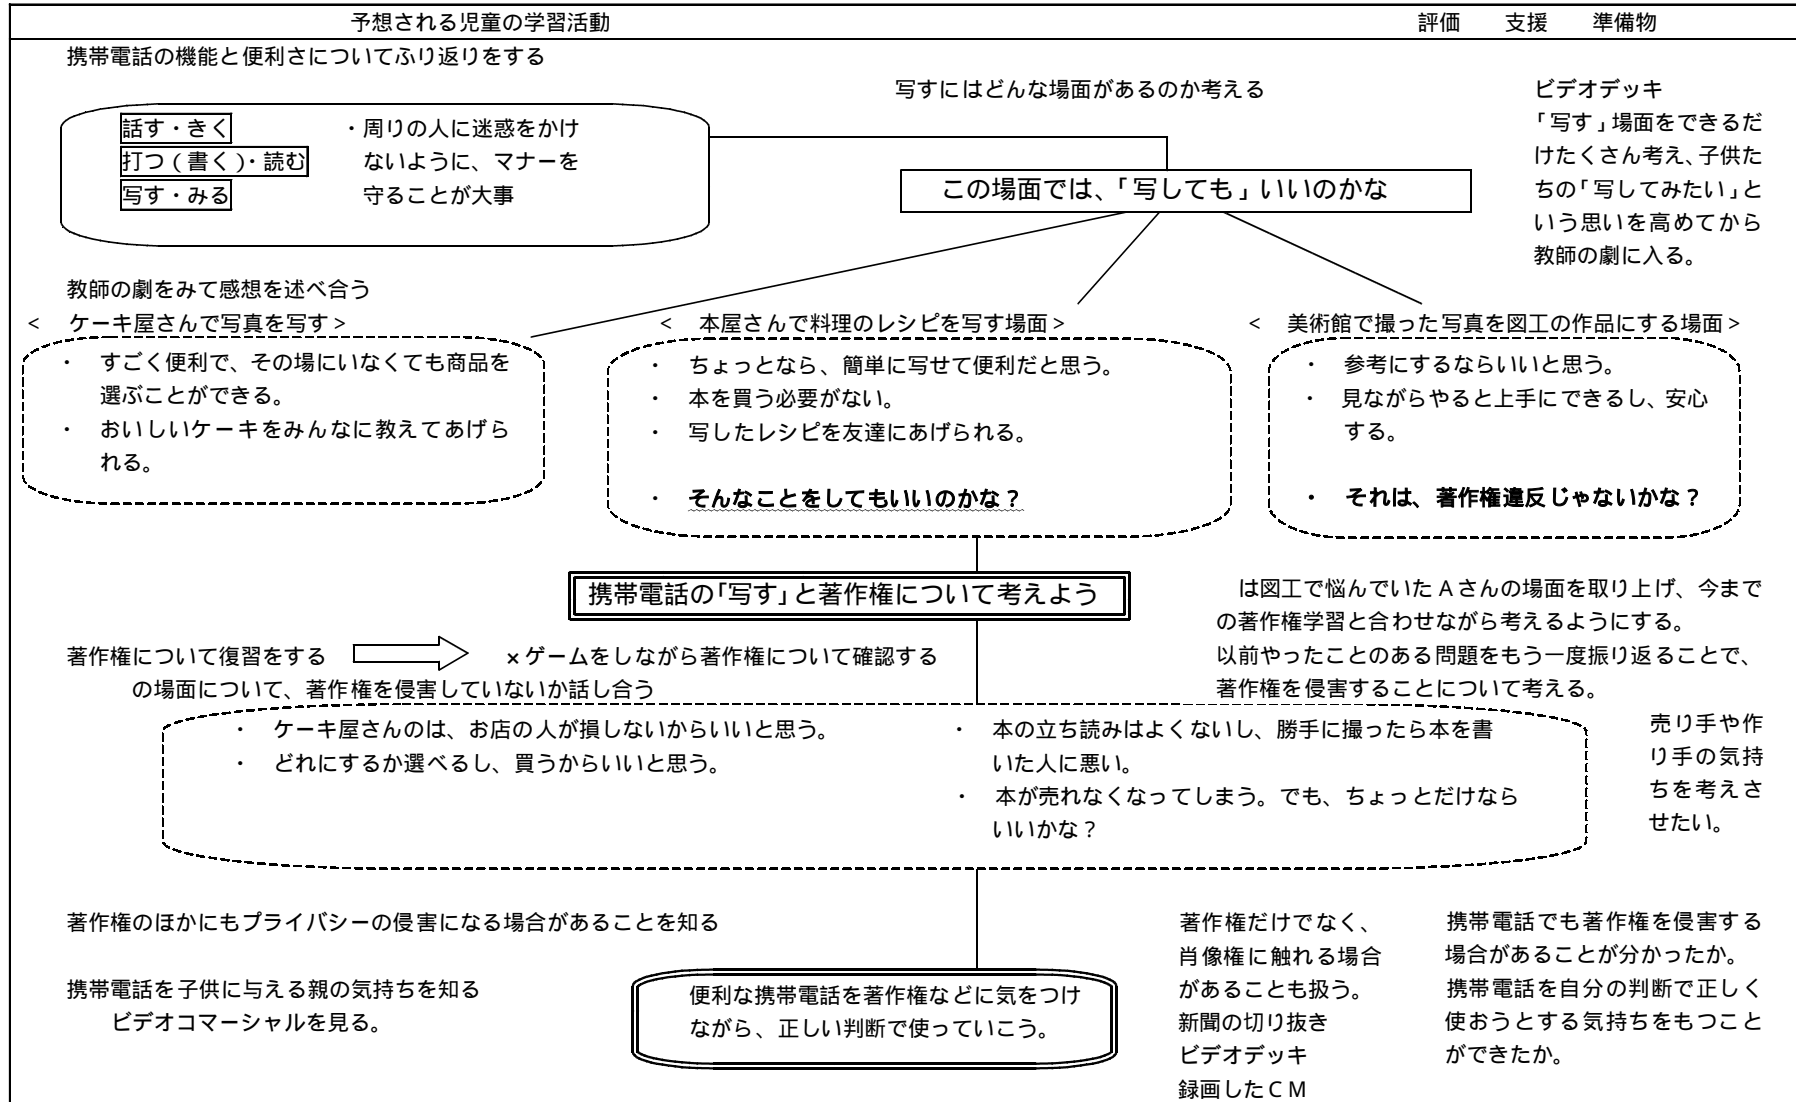 予想される児童の学習活動
評価 支援 準備物
携帯電話の機能と便利さについてふり返りをする
写すにはどんな場面があるのか考える
話す・きく
打つ（書く）・読む
写す・みる
・周りの人に迷惑をかけ
ないように、マナーを
守ることが大事
この場面では、「写しても」いいのかな
ビデオデッキ
「写す」場面をできるだ
けたくさん考え、子供た
ちの「写してみたい」と
いう思いを高めてから
教師の劇に入る。
教師の劇をみて感想を述べ合う
＜ ケーキ屋さんで写真を写す＞
・ すごく便利で、その場にいなくても商品を
選ぶことができる。
・ おいしいケーキをみんなに教えてあげら
れる。
＜ 本屋さんで料理のレシピを写す場面＞
・ ちょっとなら、簡単に写せて便利だと思う。
・ 本を買う必要がない。
・ 写したレシピを友達にあげられる。
・ そんなことをしてもいいのかな？
＜ 美術館で撮った写真を図工の作品にする場面＞
・ 参考にするならいいと思う。
・ 見ながらやると上手にできるし、安心
する。
・ それは、著作権違反じゃないかな？
携帯電話の「写す」と著作権について考えよう
は図工で悩んでいたＡさんの場面を取り上げ、今まで
の著作権学習と合わせながら考えるようにする。
以前やったことのある問題をもう一度振り返ることで、
著作権を侵害することについて考える。
著作権について復習をする
×ゲームをしながら著作権について確認する
の場面について、著作権を侵害していないか話し合う
・ ケーキ屋さんのは、お店の人が損しないからいいと思う。
・ どれにするか選べるし、買うからいいと思う。
・ 本の立ち読みはよくないし、勝手に撮ったら本を書
いた人に悪い。
・ 本が売れなくなってしまう。でも、ちょっとだけなら
いいかな？
売り手や作
り手の気持
ちを考えさ
せたい。
著作権のほかにもプライバシーの侵害になる場合があることを知る
携帯電話を子供に与える親の気持ちを知る
ビデオコマーシャルを見る。
便利な携帯電話を著作権などに気をつけ
ながら、正しい判断で使っていこう。
著作権だけでなく、
肖像権に触れる場合
があることも扱う。
新聞の切り抜き
ビデオデッキ
録画したＣＭ
携帯電話でも著作権を侵害する
場合があることが分かったか。
携帯電話を自分の判断で正しく
使おうとする気持ちをもつこと
ができたか。